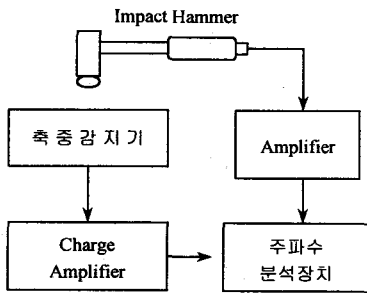 Impact Hammer
축 중 감 지 기
Amplifier
Charge
Amplifier
주파수
분석장치